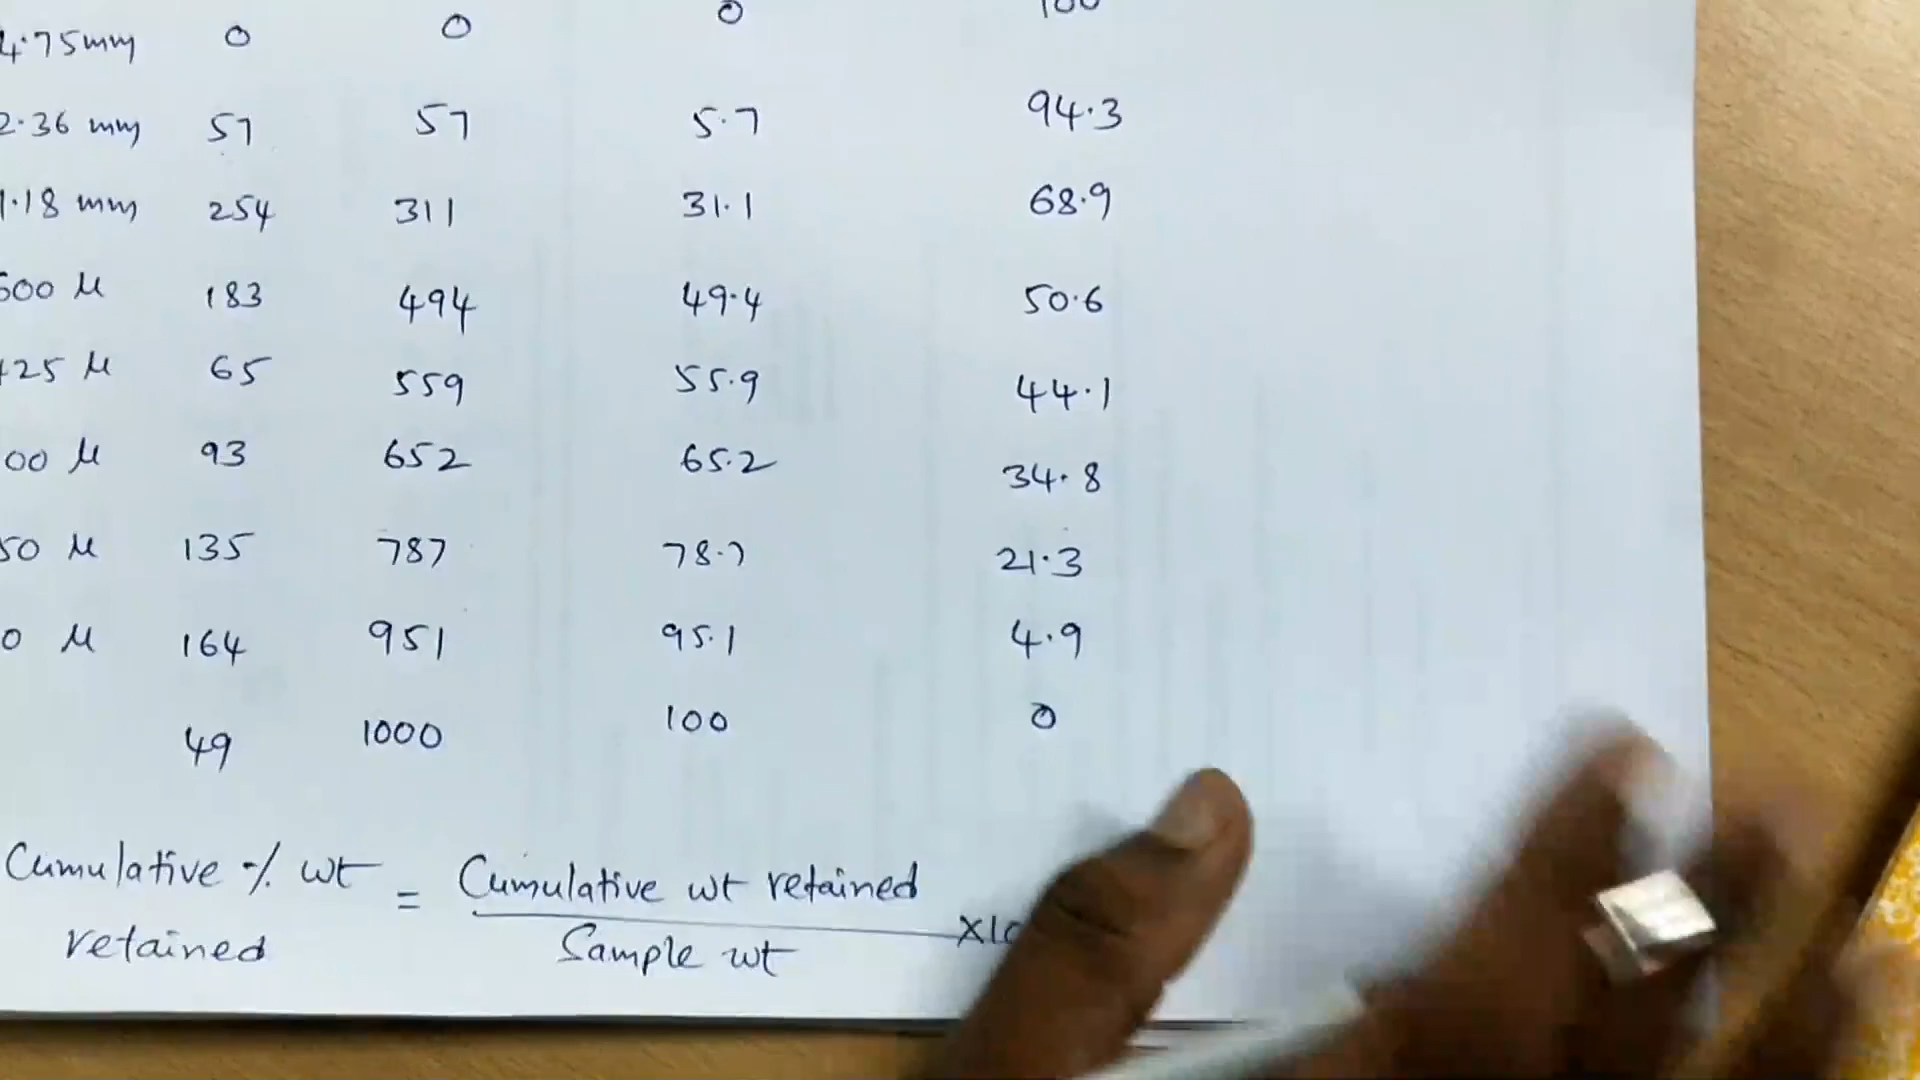 4.75mm 0 0 0 100
2.36 mm 57 57 5.7 94.3
1.18 mm 254 311 31.1 68.9
600 μ 183 494 49.4 50.6
425 μ 65 559 55.9 44.1
00 μ 93 652 65.2 34.8
50 μ 135 787 78.7 21.3
0 μ 164 951 95.1 4.9
49 1000 100 0
Cumulative % wt = Cumulative wt retained
retained Sample wt ×10